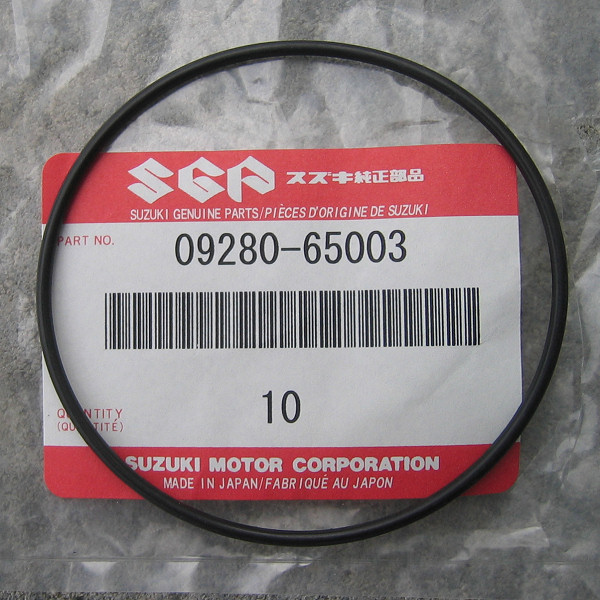 SGP スズキ純正部品
SUZUKI GENUINE PARTS/PIÈCES D'ORIGINE DE SUZUKI
PART NO. 09280-65003
QUANTITY 10
(QUANTITÉ)
SUZUKI MOTOR CORPORATION
MADE IN JAPAN/FABRIQUÉ AU JAPON